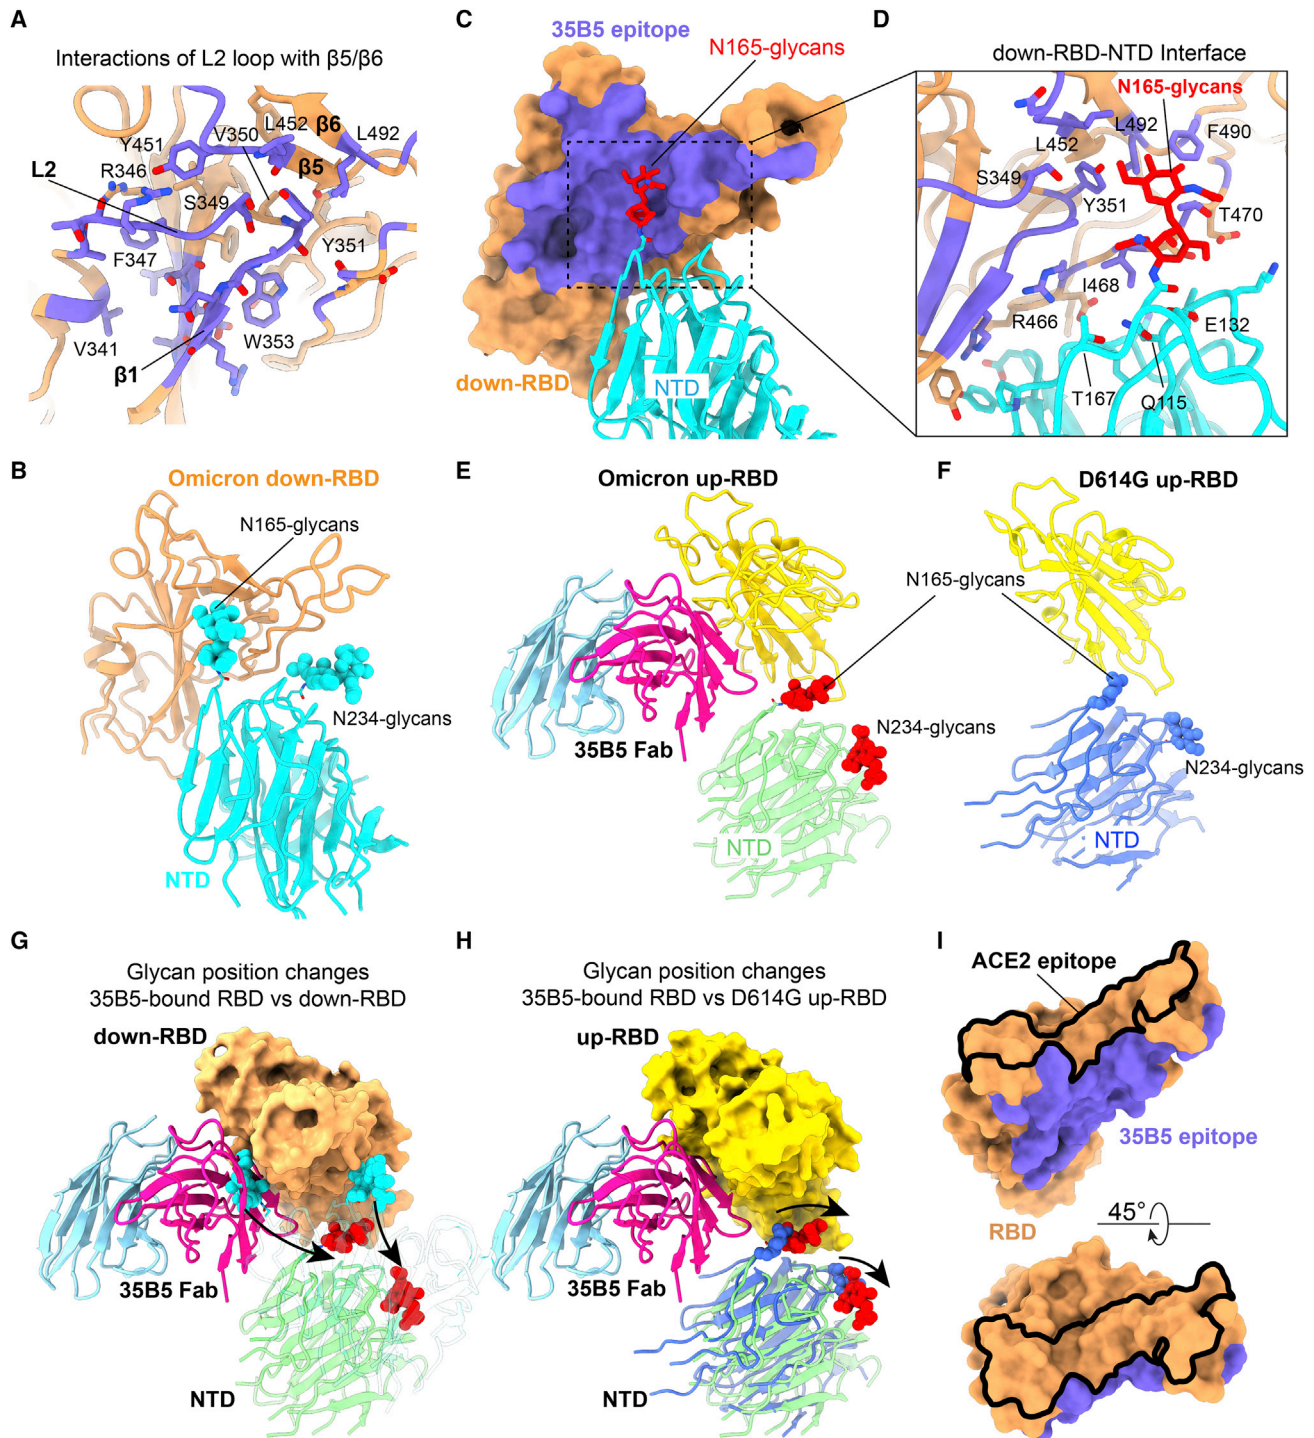 A
Interactions of L2 loop with β5/β6
Y451
V350
L452
β6
L492
R346
β5
L2
S349
Y351
F347
V341
W353
β1
C
35B5 epitope
N165-glycans
down-RBD
NTD
D
down-RBD-NTD Interface
N165-glycans
L492
L452
F490
S349
Y351
T470
I468
R466
E132
T167
Q115
B
Omicron down-RBD
N165-glycans
N234-glycans
NTD
E
Omicron up-RBD
N165-glycans
35B5 Fab
N234-glycans
NTD
F
D614G up-RBD
N234-glycans
NTD
G
Glycan position changes
35B5-bound RBD vs down-RBD
down-RBD
35B5 Fab
NTD
H
Glycan position changes
35B5-bound RBD vs D614G up-RBD
up-RBD
35B5 Fab
NTD
I
ACE2 epitope
35B5 epitope
RBD
45°